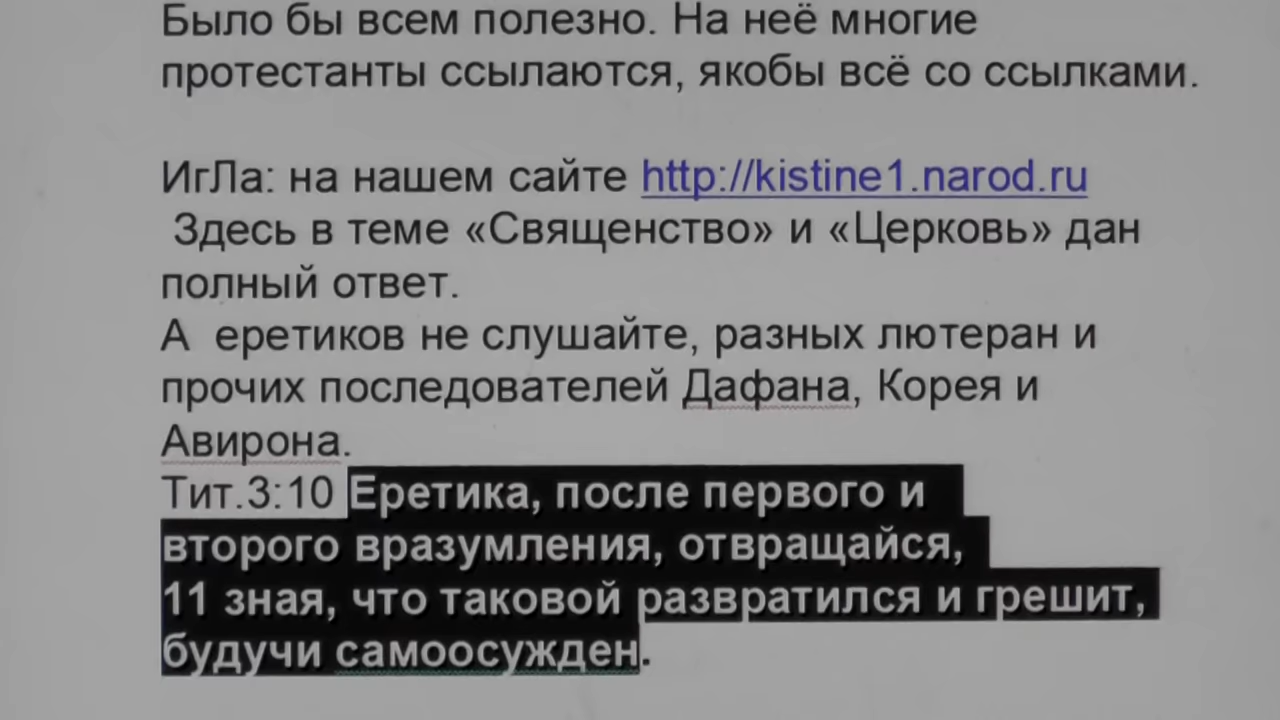 Было бы всем полезно. На неё многие
протестанты ссылаются, якобы всё со ссылками.
ИгЛа: на нашем сайте http://kistine1.narod.ru
Здесь в теме «Священство» и «Церковь» дан
полный ответ.
А еретиков не слушайте, разных лютеран и
прочих последователей Дафана, Корея и
Авирона.
Тит.3:10 Еретика, после первого и
второго вразумления, отвращайся,
11 зная, что таковой развратился и грешит,
будучи самоосужден.